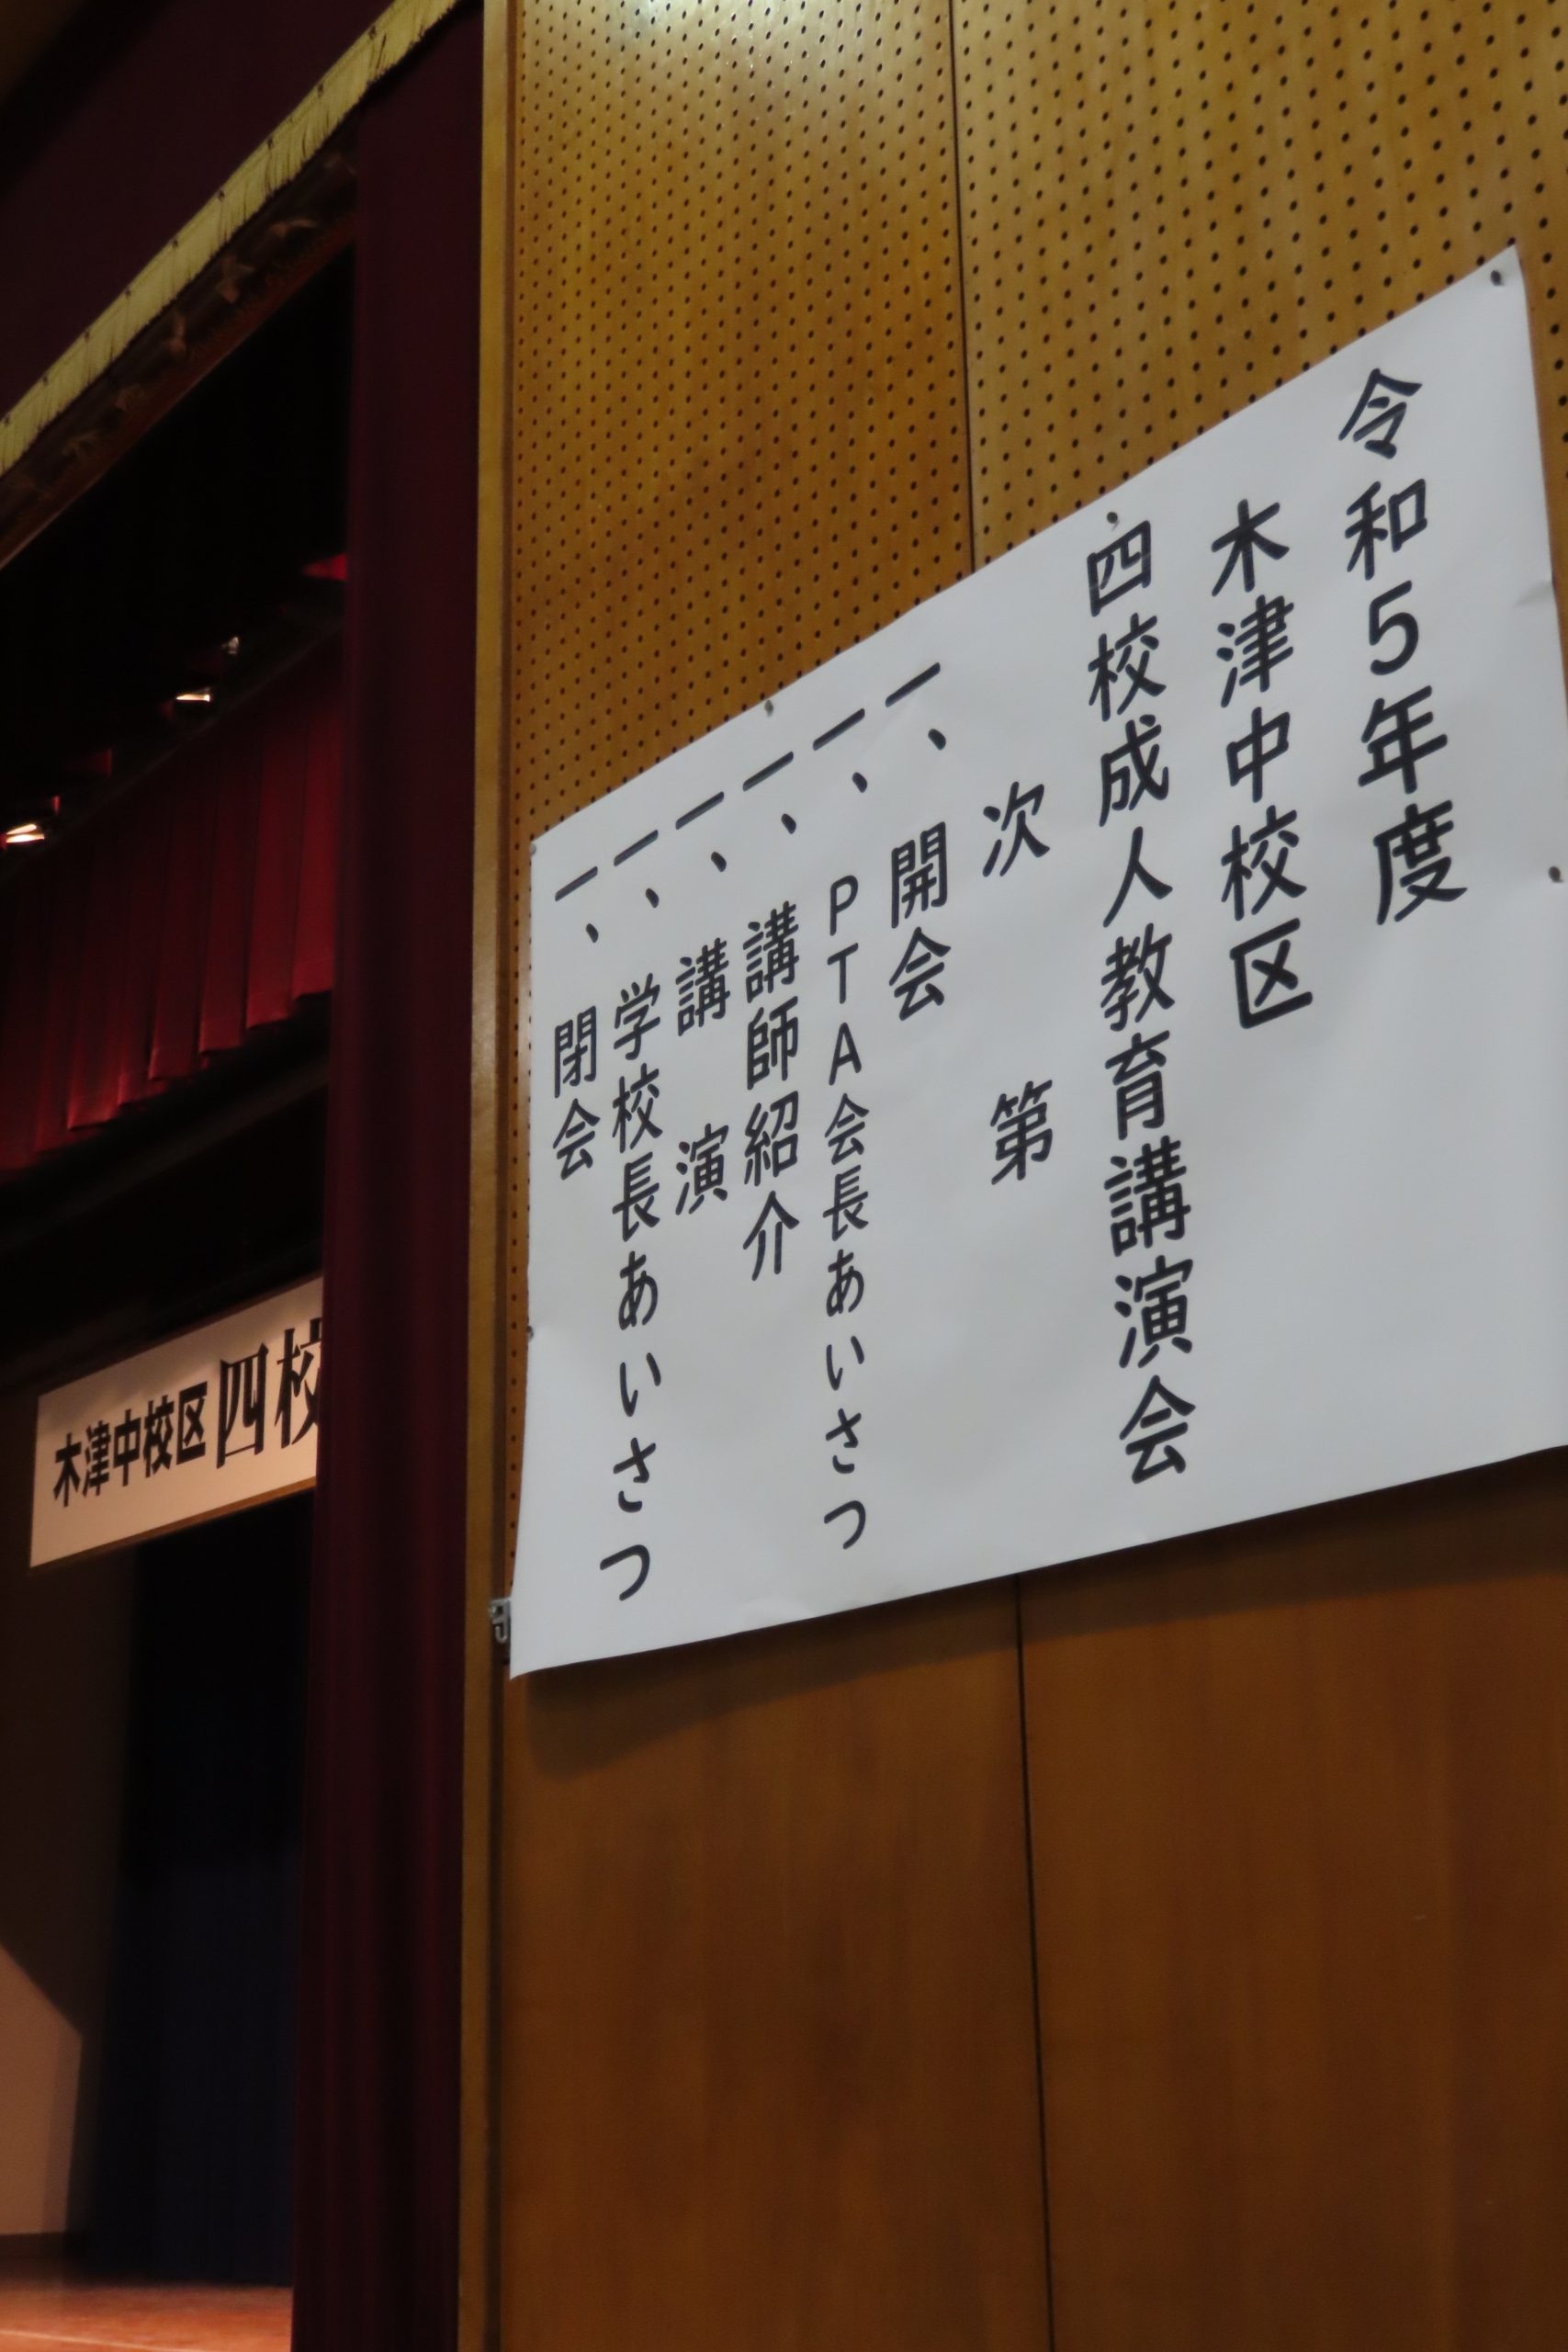 令和5年度
木津中校区
四校成人教育講演会
次　第
一、開会
一、PTA会長あいさつ
一、講師紹介
一、講　演
一、学校長あいさつ
一、閉会
木津中校区四校